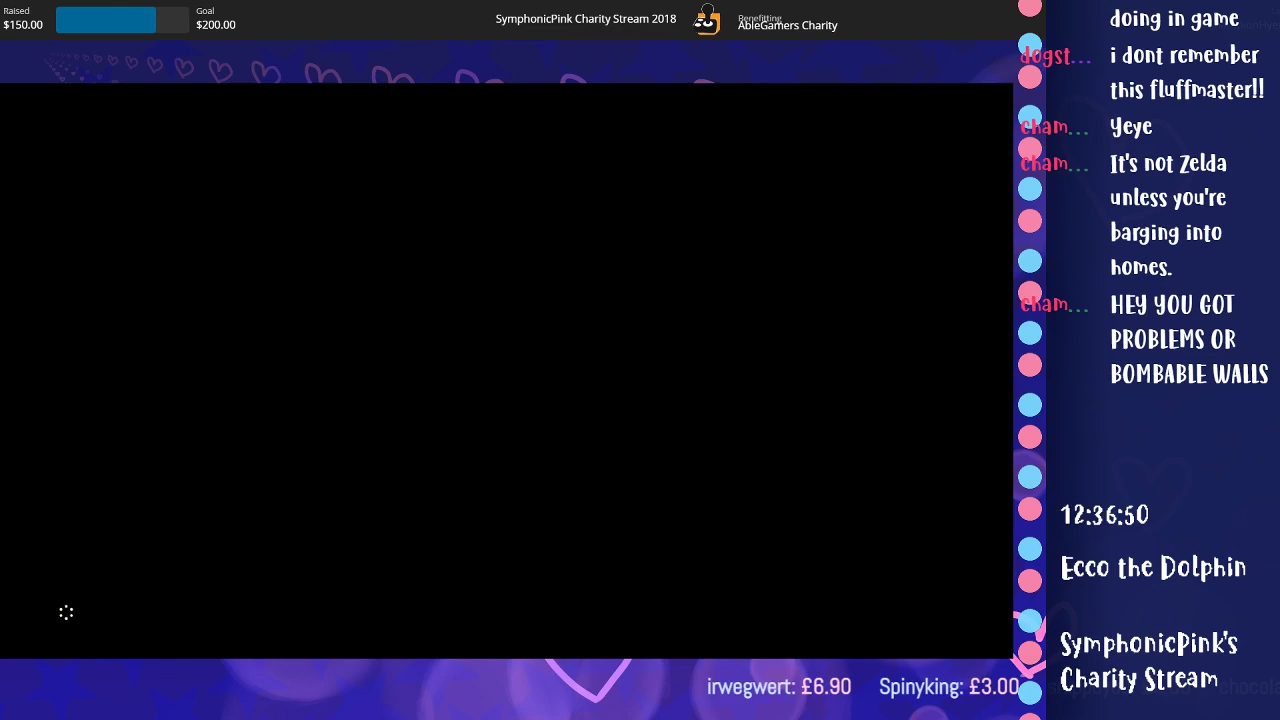 Raised
$150.00
Goal
$200.00
SymphonicPink Charity Stream 2018
Benefitting
AbleGamers Charity
doing in game
dogst... i dont remember
this fluffmaster!!
cham... Yeye
cham... It's not Zelda
unless you're
barging into
homes.
cham... HEY YOU GOT
PROBLEMS OR
BOMBABLE WALLS
12:36:50
Ecco the Dolphin
SymphonicPink's
Charity Stream
irwegwert: £6.90 Spinyking: £3.00